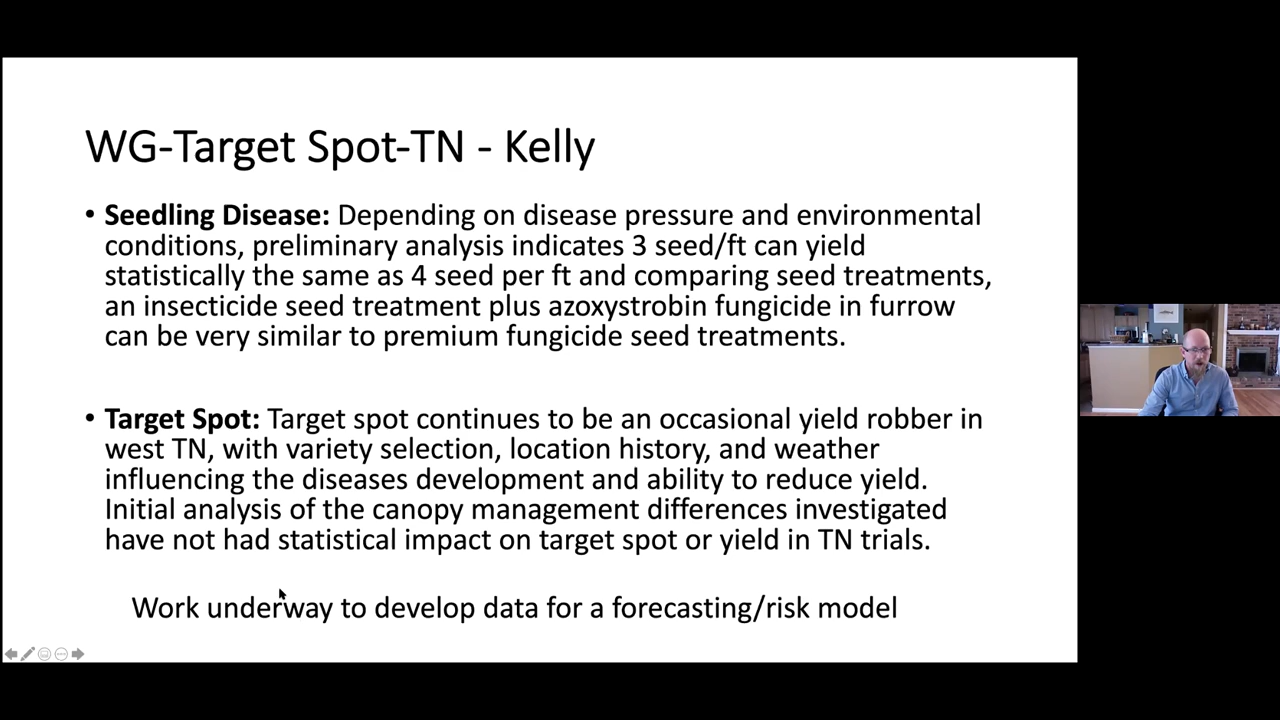 WG-Target Spot-TN - Kelly
• Seedling Disease: Depending on disease pressure and environmental
conditions, preliminary analysis indicates 3 seed/ft can yield
statistically the same as 4 seed per ft and comparing seed treatments,
an insecticide seed treatment plus azoxystrobin fungicide in furrow
can be very similar to premium fungicide seed treatments.
• Target Spot: Target spot continues to be an occasional yield robber in
west TN, with variety selection, location history, and weather
influencing the diseases development and ability to reduce yield.
Initial analysis of the canopy management differences investigated
have not had statistical impact on target spot or yield in TN trials.
Work underway to develop data for a forecasting/risk model